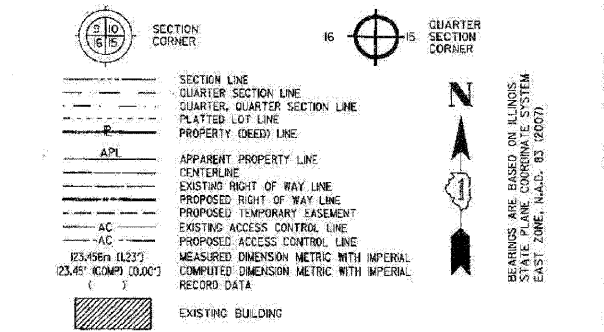 9 10
16 15
SECTION
CORNER
16
15
QUARTER
SECTION
CORNER
SECTION LINE
QUARTER SECTION LINE
QUARTER, QUARTER SECTION LINE
PLATTED LOT LINE
P PROPERTY (DEED) LINE
APL APPARENT PROPERTY LINE
CENTERLINE
EXISTING RIGHT OF WAY LINE
PROPOSED RIGHT OF WAY LINE
PROPOSED TEMPORARY EASEMENT
AC EXISTING ACCESS CONTROL LINE
AC PROPOSED ACCESS CONTROL LINE
123.456m (1.23') MEASURED DIMENSION METRIC WITH IMPERIAL
123.45' (COMP) (0.00') COMPUTED DIMENSION METRIC WITH IMPERIAL
( ) RECORD DATA
EXISTING BUILDING
N
BEARINGS ARE BASED ON ILLINOIS
STATE PLANE COORDINATE SYSTEM
EAST ZONE, N.A.D. 83 (2007)